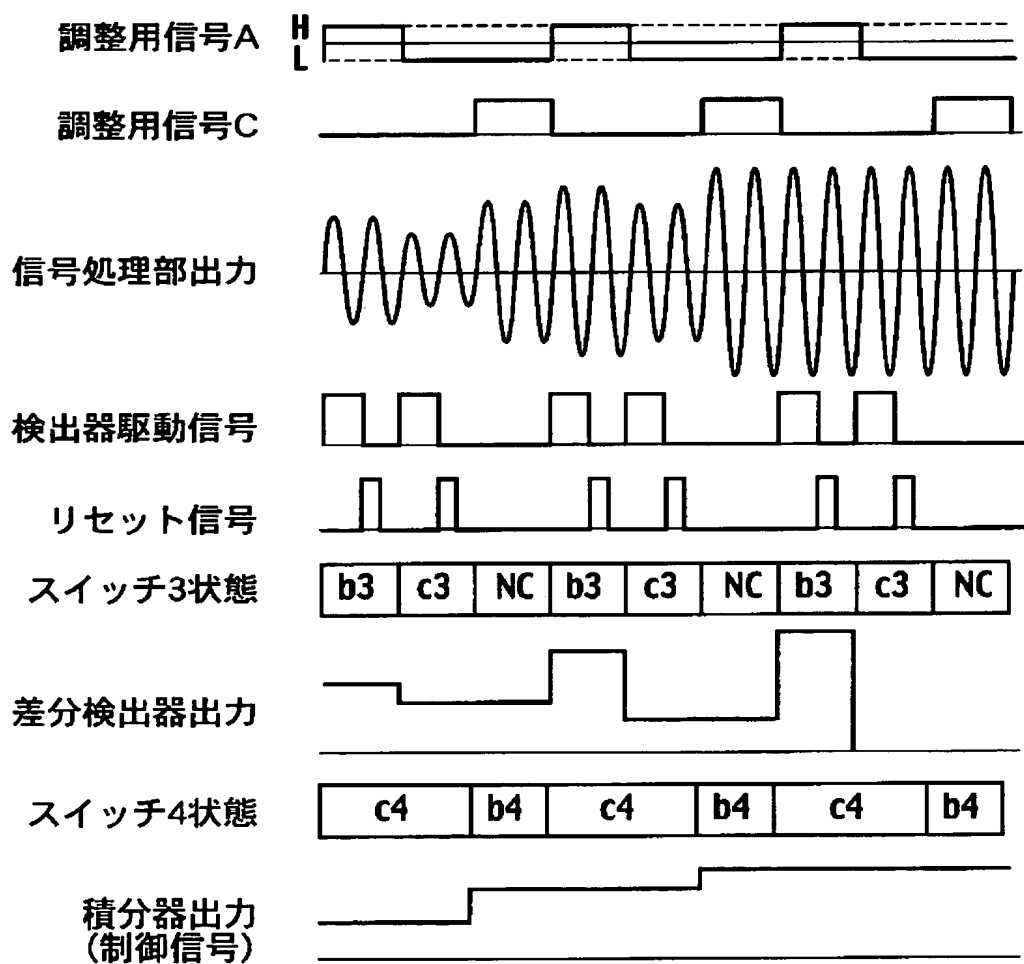 調整用信号A
H
L
調整用信号C
信号処理部出力
検出器駆動信号
リセット信号
スイッチ3状態
b3 c3 NC b3 c3 NC b3 c3 NC
差分検出器出力
スイッチ4状態
c4 b4 c4 b4 c4 b4
積分器出力
(制御信号)